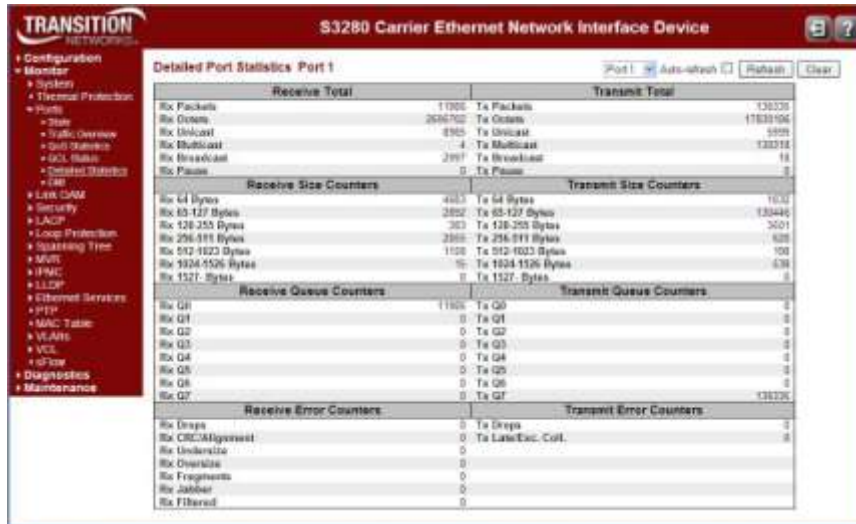 TRANSITION
NETWORKS
S3280 Carrier Ethernet Network Interface Device
Configuration
Monitor
System
Thermal Protection
Ports
State
Traffic Overview
QoS Statistics
QCL Status
Detailed Statistics
DMI
Link OAM
Security
LACP
Loop Protection
Spanning Tree
MVR
IPMC
LLDP
Ethernet Services
PTP
MAC Table
VLANs
VCL
sFlow
Diagnostics
Maintenance
Detailed Port Statistics Port 1
Port 1 Auto-refresh Refresh Clear
Receive Total Transmit Total
Rx Packets Tx Packets
Rx Octets Tx Octets
Rx Unicast Tx Unicast
Rx Multicast 4 Tx Multicast
Rx Broadcast Tx Broadcast
Rx Pause 0 Tx Pause 0
Receive Size Counters Transmit Size Counters
Rx 64 Bytes Tx 64 Bytes
Rx 65-127 Bytes Tx 65-127 Bytes
Rx 128-255 Bytes Tx 128-255 Bytes
Rx 256-511 Bytes Tx 256-511 Bytes
Rx 512-1023 Bytes Tx 512-1023 Bytes
Rx 1024-1526 Bytes Tx 1024-1526 Bytes
Rx 1527- Bytes 0 Tx 1527- Bytes 0
Receive Queue Counters Transmit Queue Counters
Rx Q0 Tx Q0 0
Rx Q1 0 Tx Q1 0
Rx Q2 0 Tx Q2 0
Rx Q3 0 Tx Q3 0
Rx Q4 0 Tx Q4 0
Rx Q5 0 Tx Q5 0
Rx Q6 0 Tx Q6 0
Rx Q7 0 Tx Q7
Receive Error Counters Transmit Error Counters
Rx Drops 0 Tx Drops 0
Rx CRC/Alignment 0 Tx Late/Exc. Coll. 0
Rx Undersize 0
Rx Oversize 0
Rx Fragments 0
Rx Jabber 0
Rx Filtered 0